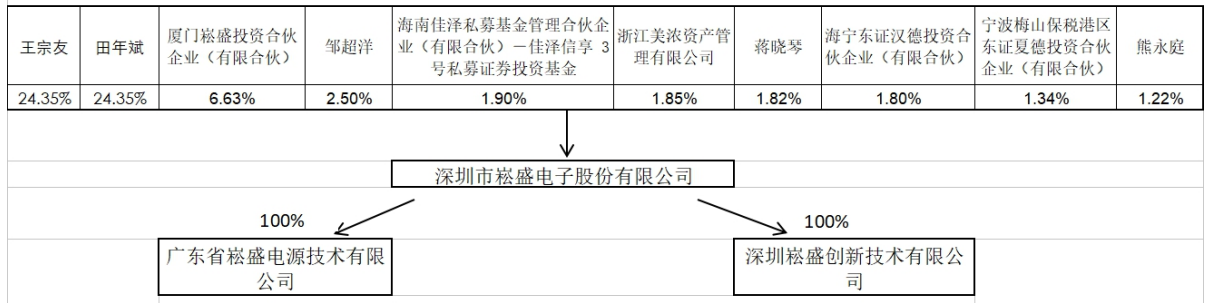 王宗友
田年斌
厦门崧盛投资合伙
企业（有限合伙）
邹超洋
海南佳泽私募基金管理合伙企
业（有限合伙）－佳泽信享 3
号私募证券投资基金
浙江美浓资产管
理有限公司
蒋晓琴
海宁东证汉德投资合
伙企业（有限合伙）
宁波梅山保税港区
东证夏德投资合伙
企业（有限合伙）
熊永庭
24.35%
24.35%
6.63%
2.50%
1.90%
1.85%
1.82%
1.80%
1.34%
1.22%
深圳市崧盛电子股份有限公司
100%
100%
广东省崧盛电源技术有限
公司
深圳崧盛创新技术有限公
司